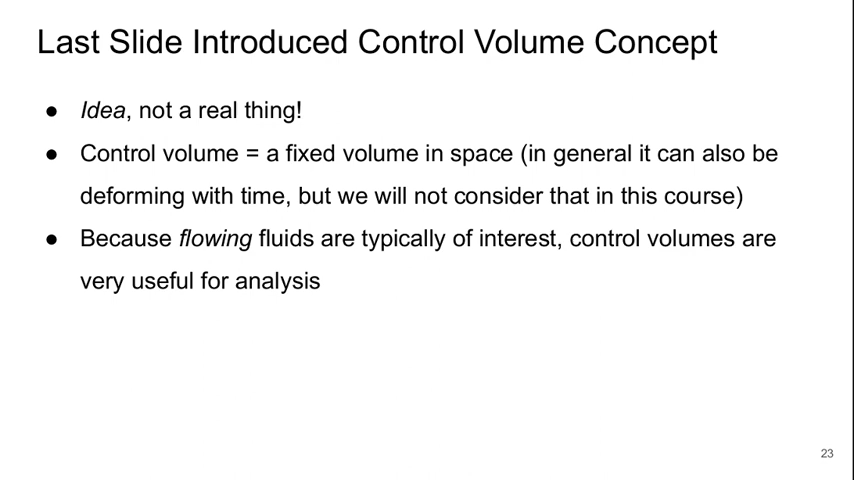 Last Slide Introduced Control Volume Concept
● Idea, not a real thing!
● Control volume = a fixed volume in space (in general it can also be
deforming with time, but we will not consider that in this course)
● Because flowing fluids are typically of interest, control volumes are
very useful for analysis
23